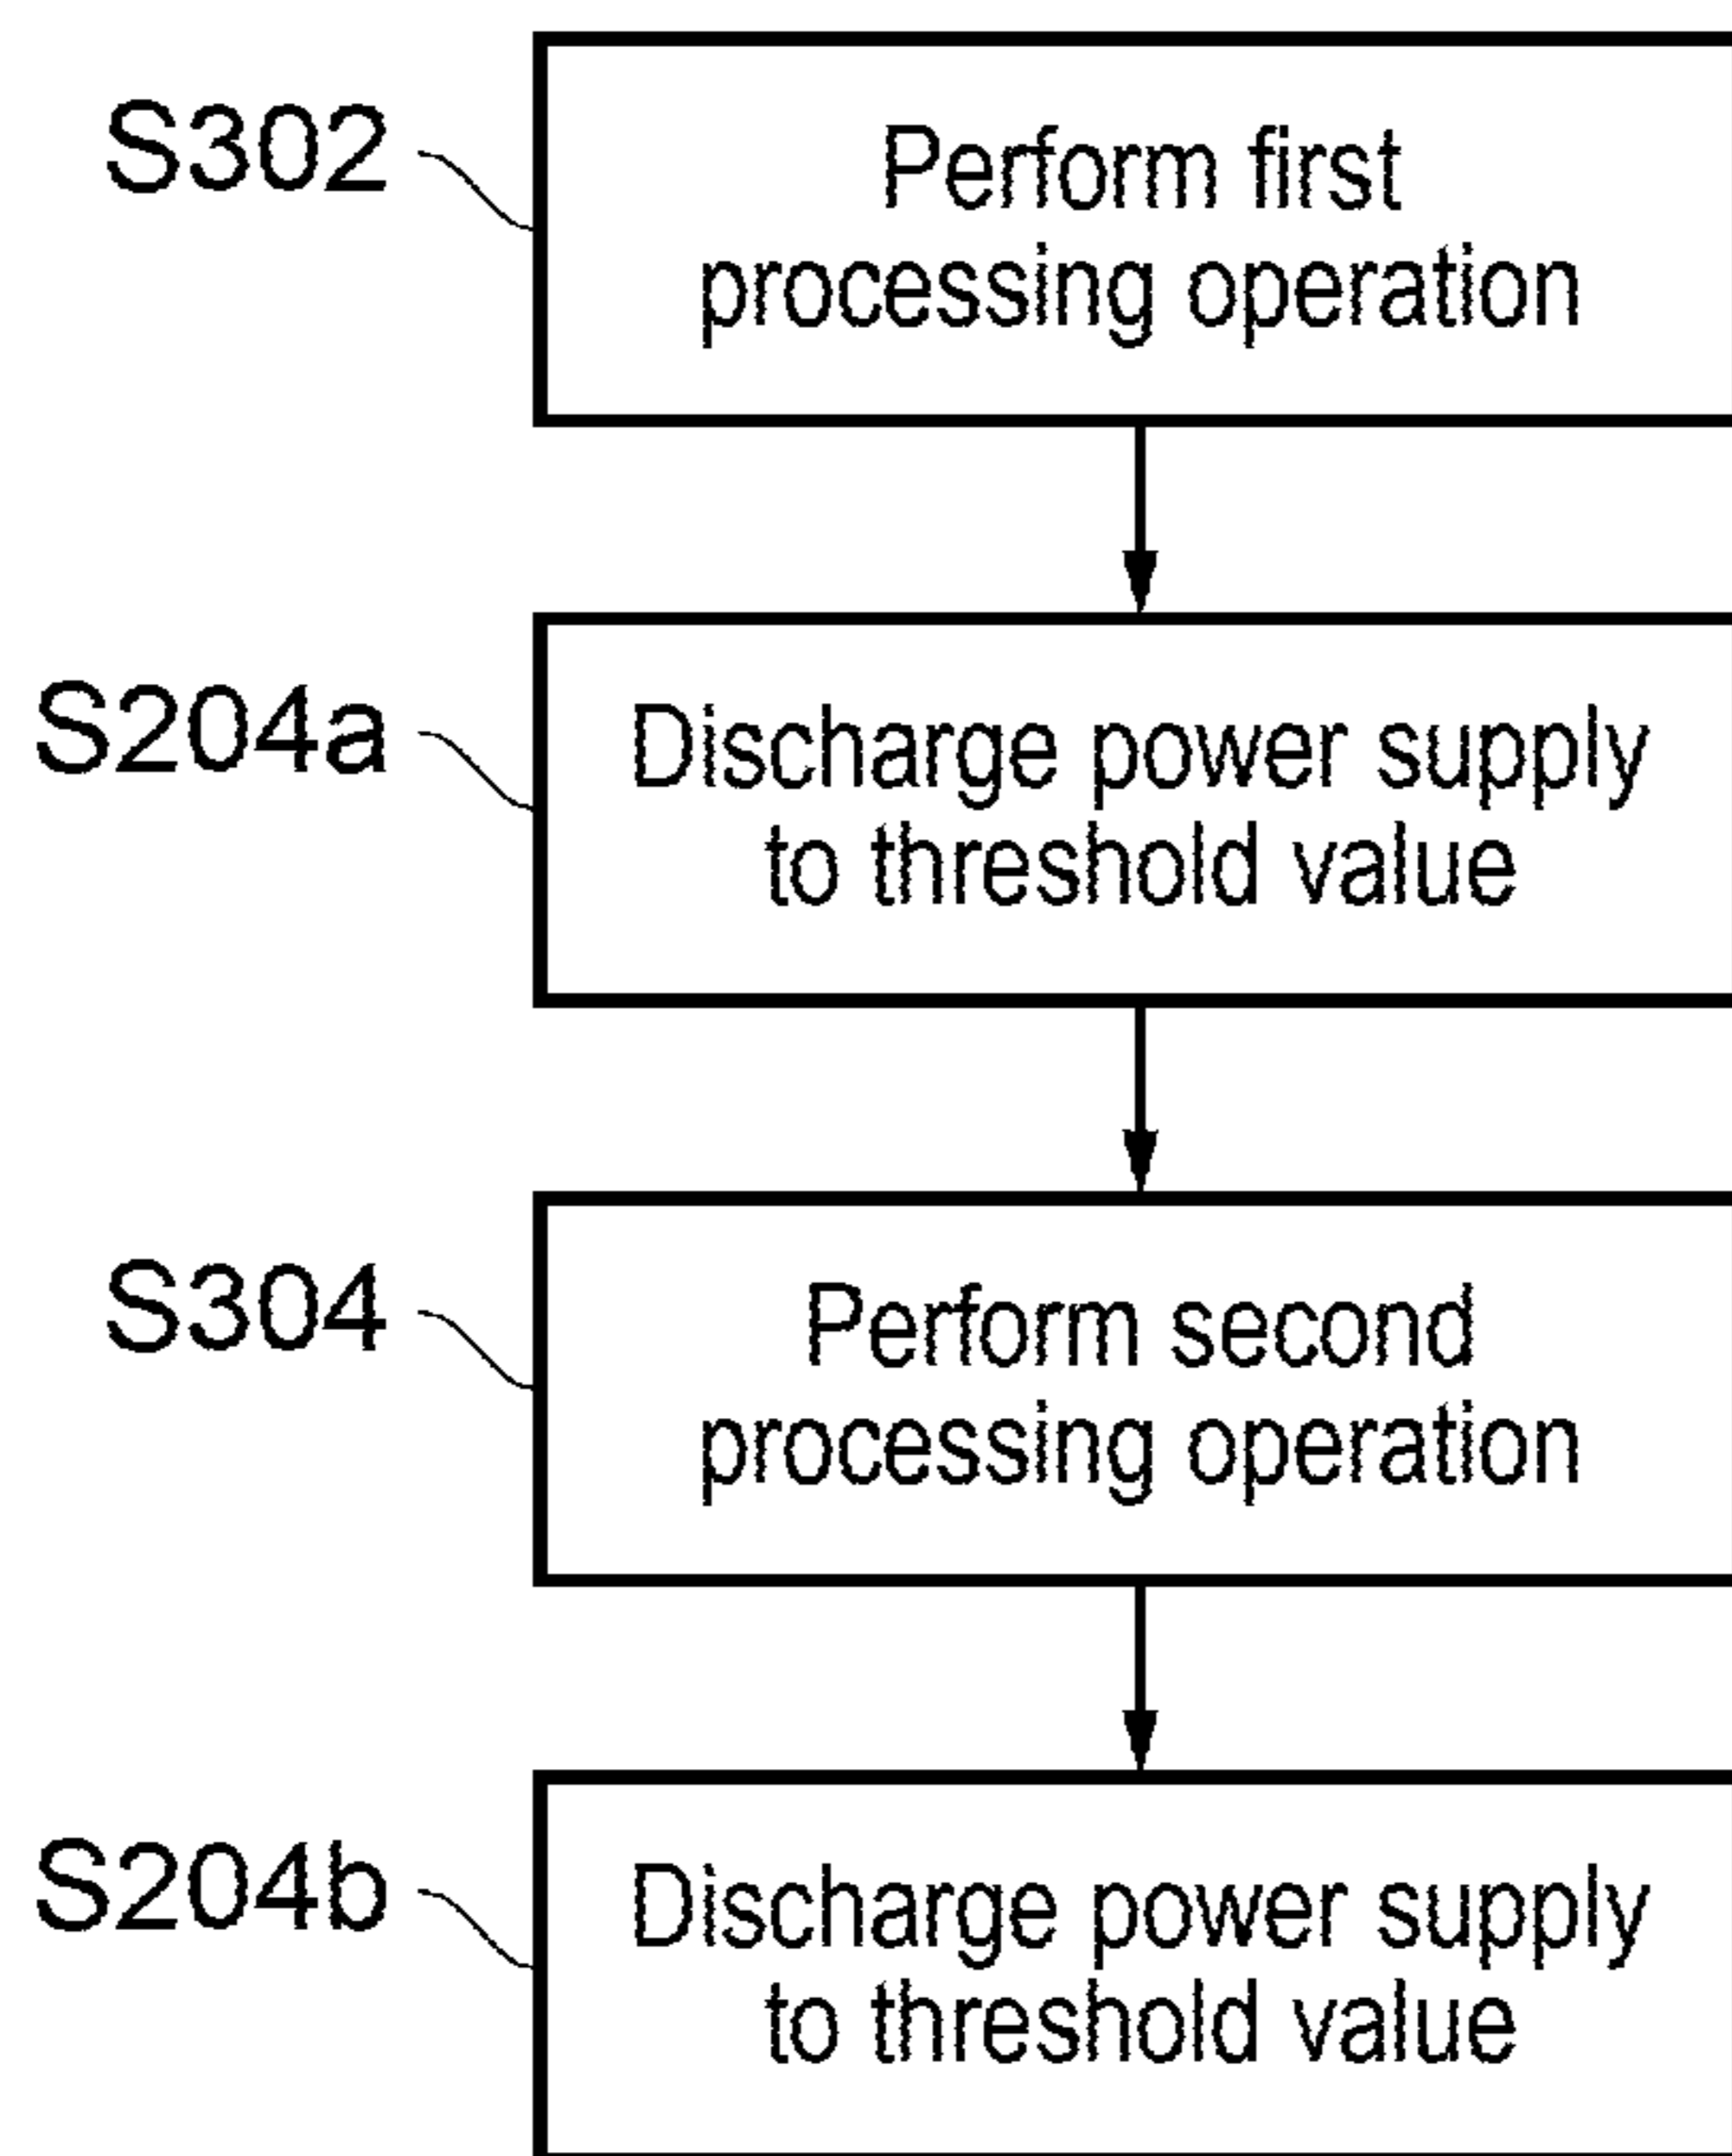 S302
Perform first
processing operation
S204a
Discharge power supply
to threshold value
S304
Perform second
processing operation
S204b
Discharge power supply
to threshold value